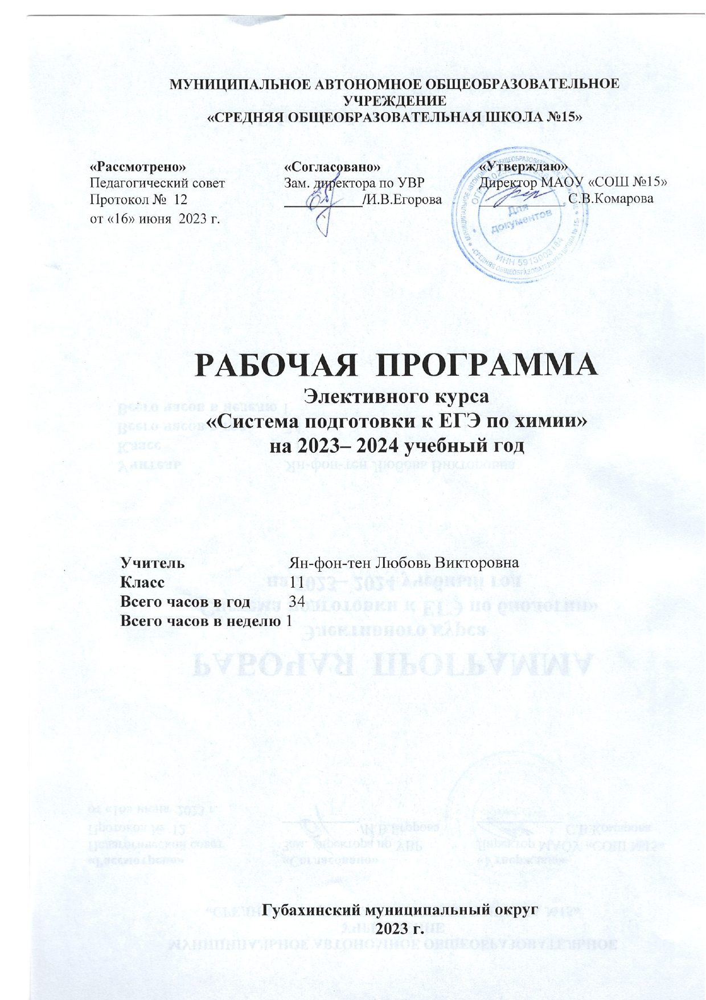 МУНИЦИПАЛЬНОЕ АВТОНОМНОЕ ОБЩЕОБРАЗОВАТЕЛЬНОЕ
УЧРЕЖДЕНИЕ
«СРЕДНЯЯ ОБЩЕОБРАЗОВАТЕЛЬНАЯ ШКОЛА №15»
«Рассмотрено»
Педагогический совет
Протокол № 12
от «16» июня 2023 г.
«Согласовано»
Зам. директора по УВР
/И.В.Егорова
«Утверждаю»
Директор МАОУ «СОШ №15»
С.В.Комарова
Для
документов
ИНН 5913003184
РАБОЧАЯ ПРОГРАММА
Элективного курса
«Система подготовки к ЕГЭ по химии»
на 2023– 2024 учебный год
Учитель Ян-фон-тен Любовь Викторовна
Класс 11
Всего часов в год 34
Всего часов в неделю 1
Губахинский муниципальный округ
2023 г.